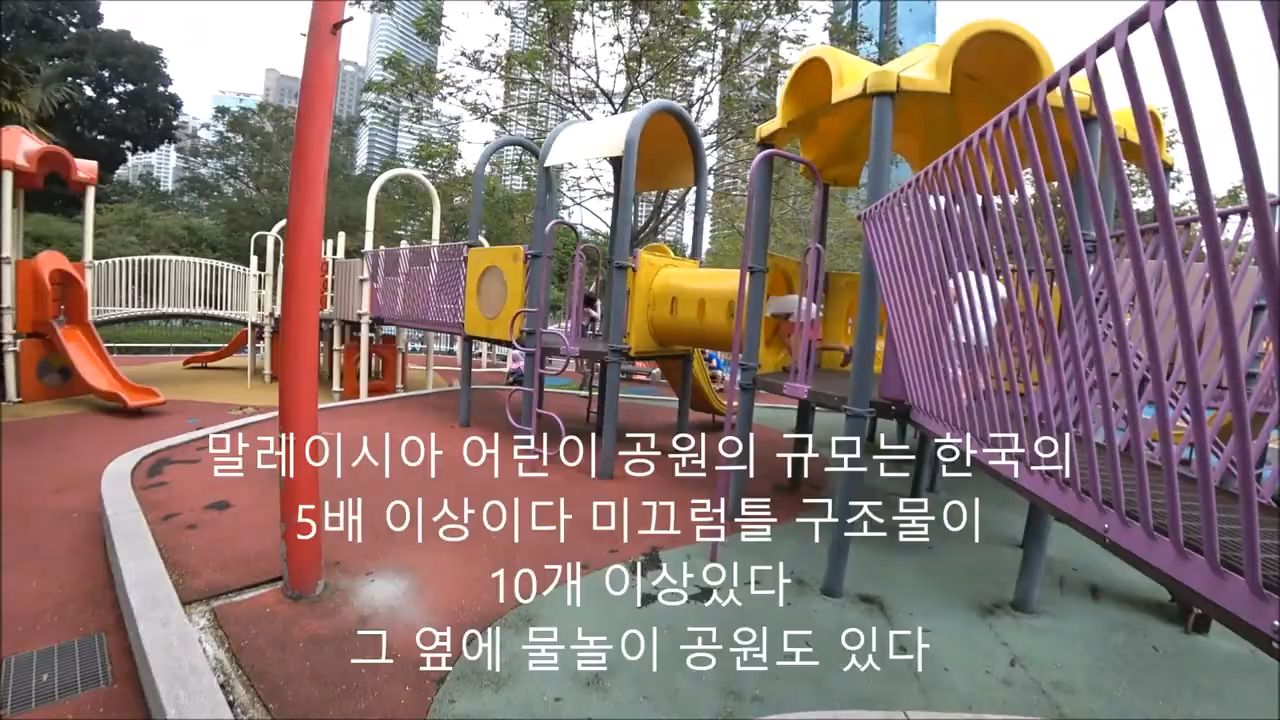 말레이시아 어린이 공원의 규모는 한국의
5배 이상이다 미끄럼틀 구조물이
10개 이상있다
그 옆에 물놀이 공원도 있다